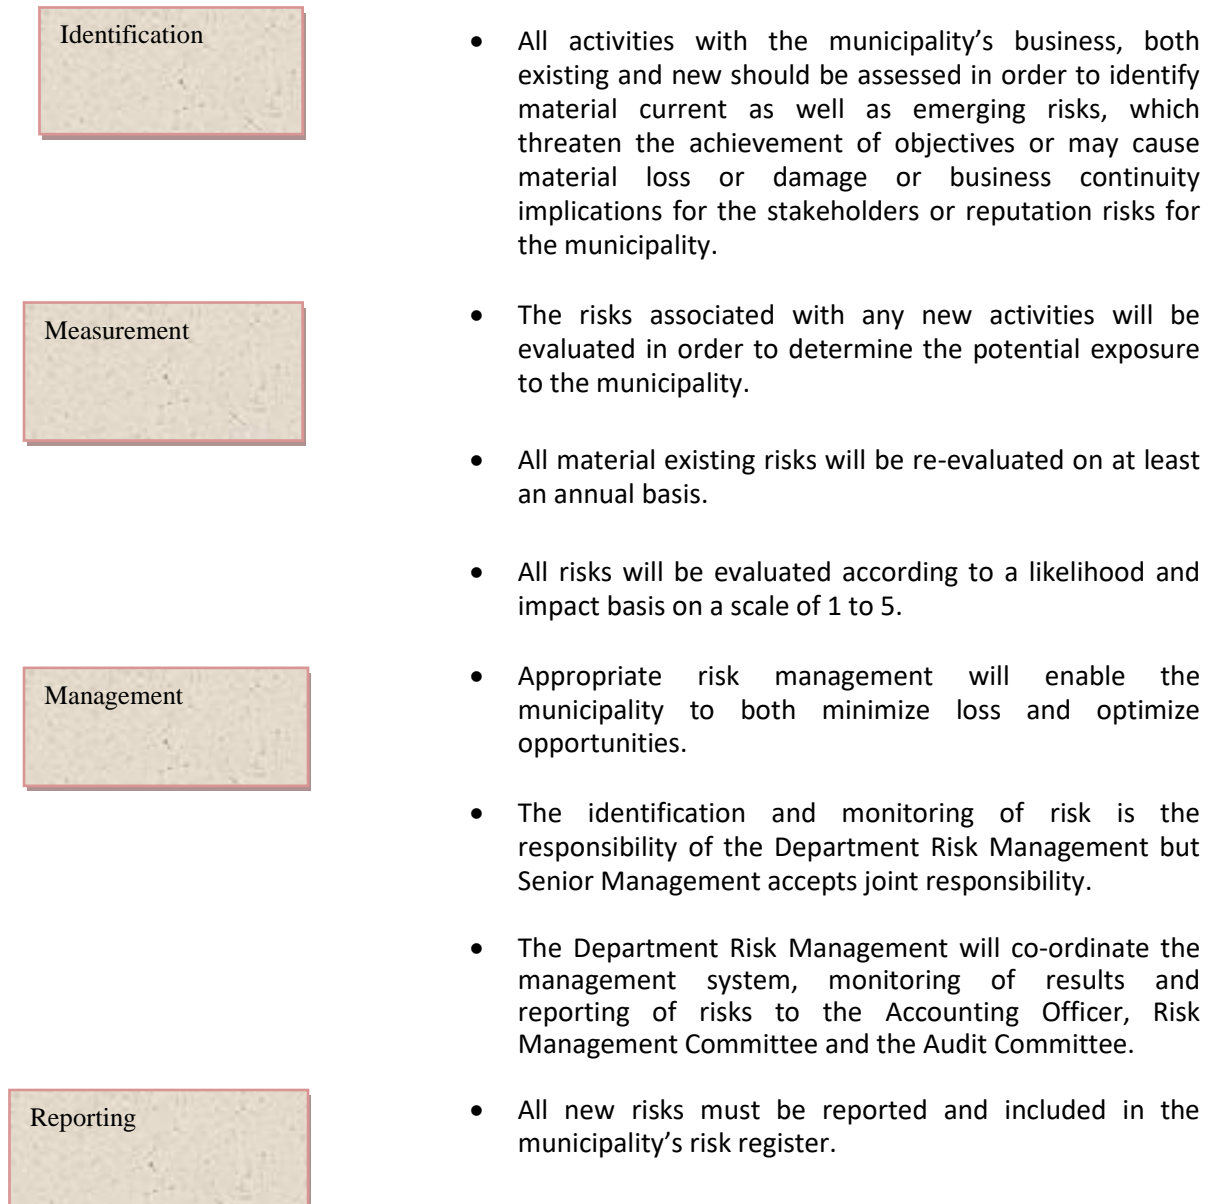 Identification
• All activities with the municipality’s business, both
existing and new should be assessed in order to identify
material current as well as emerging risks, which
threaten the achievement of objectives or may cause
material loss or damage or business continuity
implications for the stakeholders or reputation risks for
the municipality.
Measurement
• The risks associated with any new activities will be
evaluated in order to determine the potential exposure
to the municipality.
• All material existing risks will be re-evaluated on at least
an annual basis.
• All risks will be evaluated according to a likelihood and
impact basis on a scale of 1 to 5.
Management
• Appropriate risk management will enable the
municipality to both minimize loss and optimize
opportunities.
• The identification and monitoring of risk is the
responsibility of the Department Risk Management but
Senior Management accepts joint responsibility.
• The Department Risk Management will co-ordinate the
management system, monitoring of results and
reporting of risks to the Accounting Officer, Risk
Management Committee and the Audit Committee.
Reporting
• All new risks must be reported and included in the
municipality’s risk register.